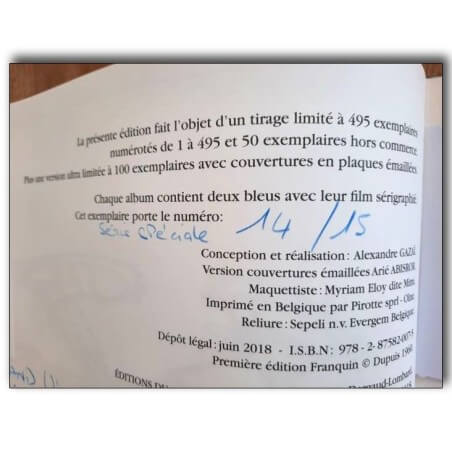 La présente édition fait l'objet d'un tirage limité à 495 exemplaires
numérotés de 1 à 495 et 50 exemplaires hors commerce
Plus une version ultra limitée à 100 exemplaires avec couvertures en plaques émaillées
Chaque album contient deux bleus avec leur film sérigraphié
Cet exemplaire porte le numéro: 14/15
Série spéciale
Conception et réalisation : Alexandre GAZAL
Version couvertures émaillées Arié ABISROR
Maquettiste : Myriam Eloy dite Mim
Imprimé en Belgique par Pirotte sprl -
Reliure : Sepeli n.v. Evergem Belgique
Dépôt légal : juin 2018 - I.S.B.N : 978 - 2- 87582-007-5
Première édition Franquin © Dupuis 1960
ÉDITIONS